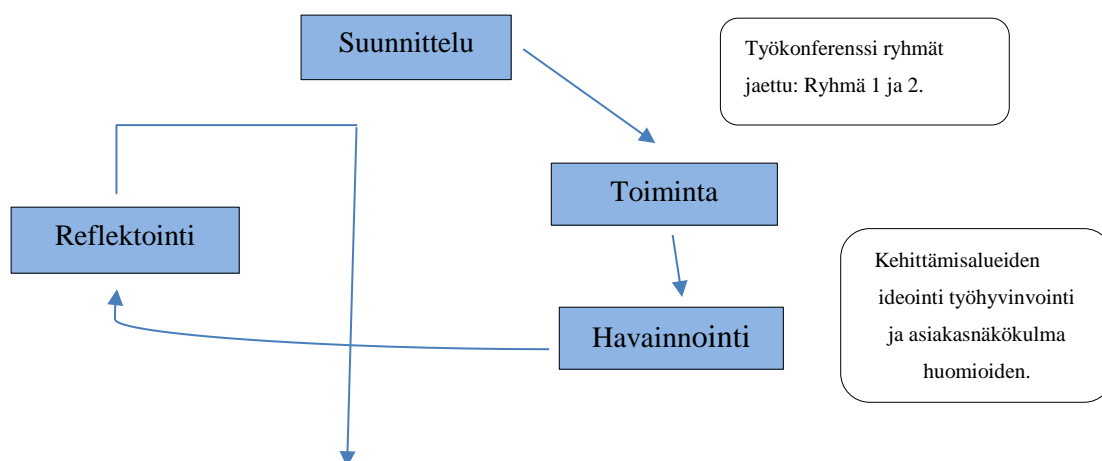 Suunnittelu
Työkonferenssi ryhmät
jaettu: Ryhmä 1 ja 2.
Toiminta
Reflektointi
Kehittämisalueiden
ideointi työhyvinvointi
ja asiakasnäkökulma
huomioiden.
Havainnointi